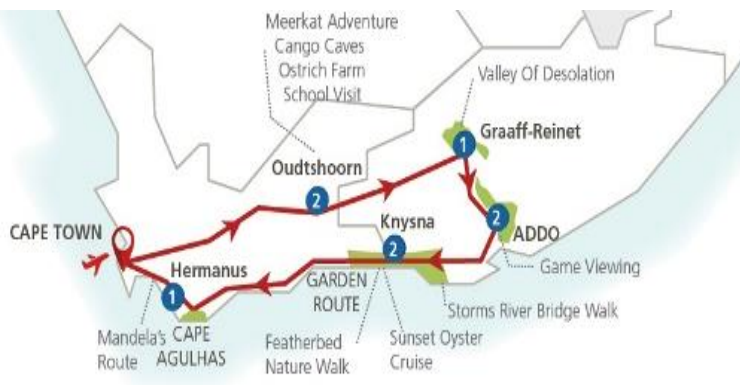 Meerkat Adventure
Cango Caves
Ostrich Farm
School Visit
Valley Of Desolation
Graaff-Reinet
1
Oudtshoorn
2
Knysna
2
2
ADDO
CAPE TOWN
Hermanus
1
Game Viewing
GARDEN
ROUTE
Storms River Bridge Walk
Mandela's
Route
CAPE
AGULHAS
Featherbed
Nature Walk
Sunset Oyster
Cruise